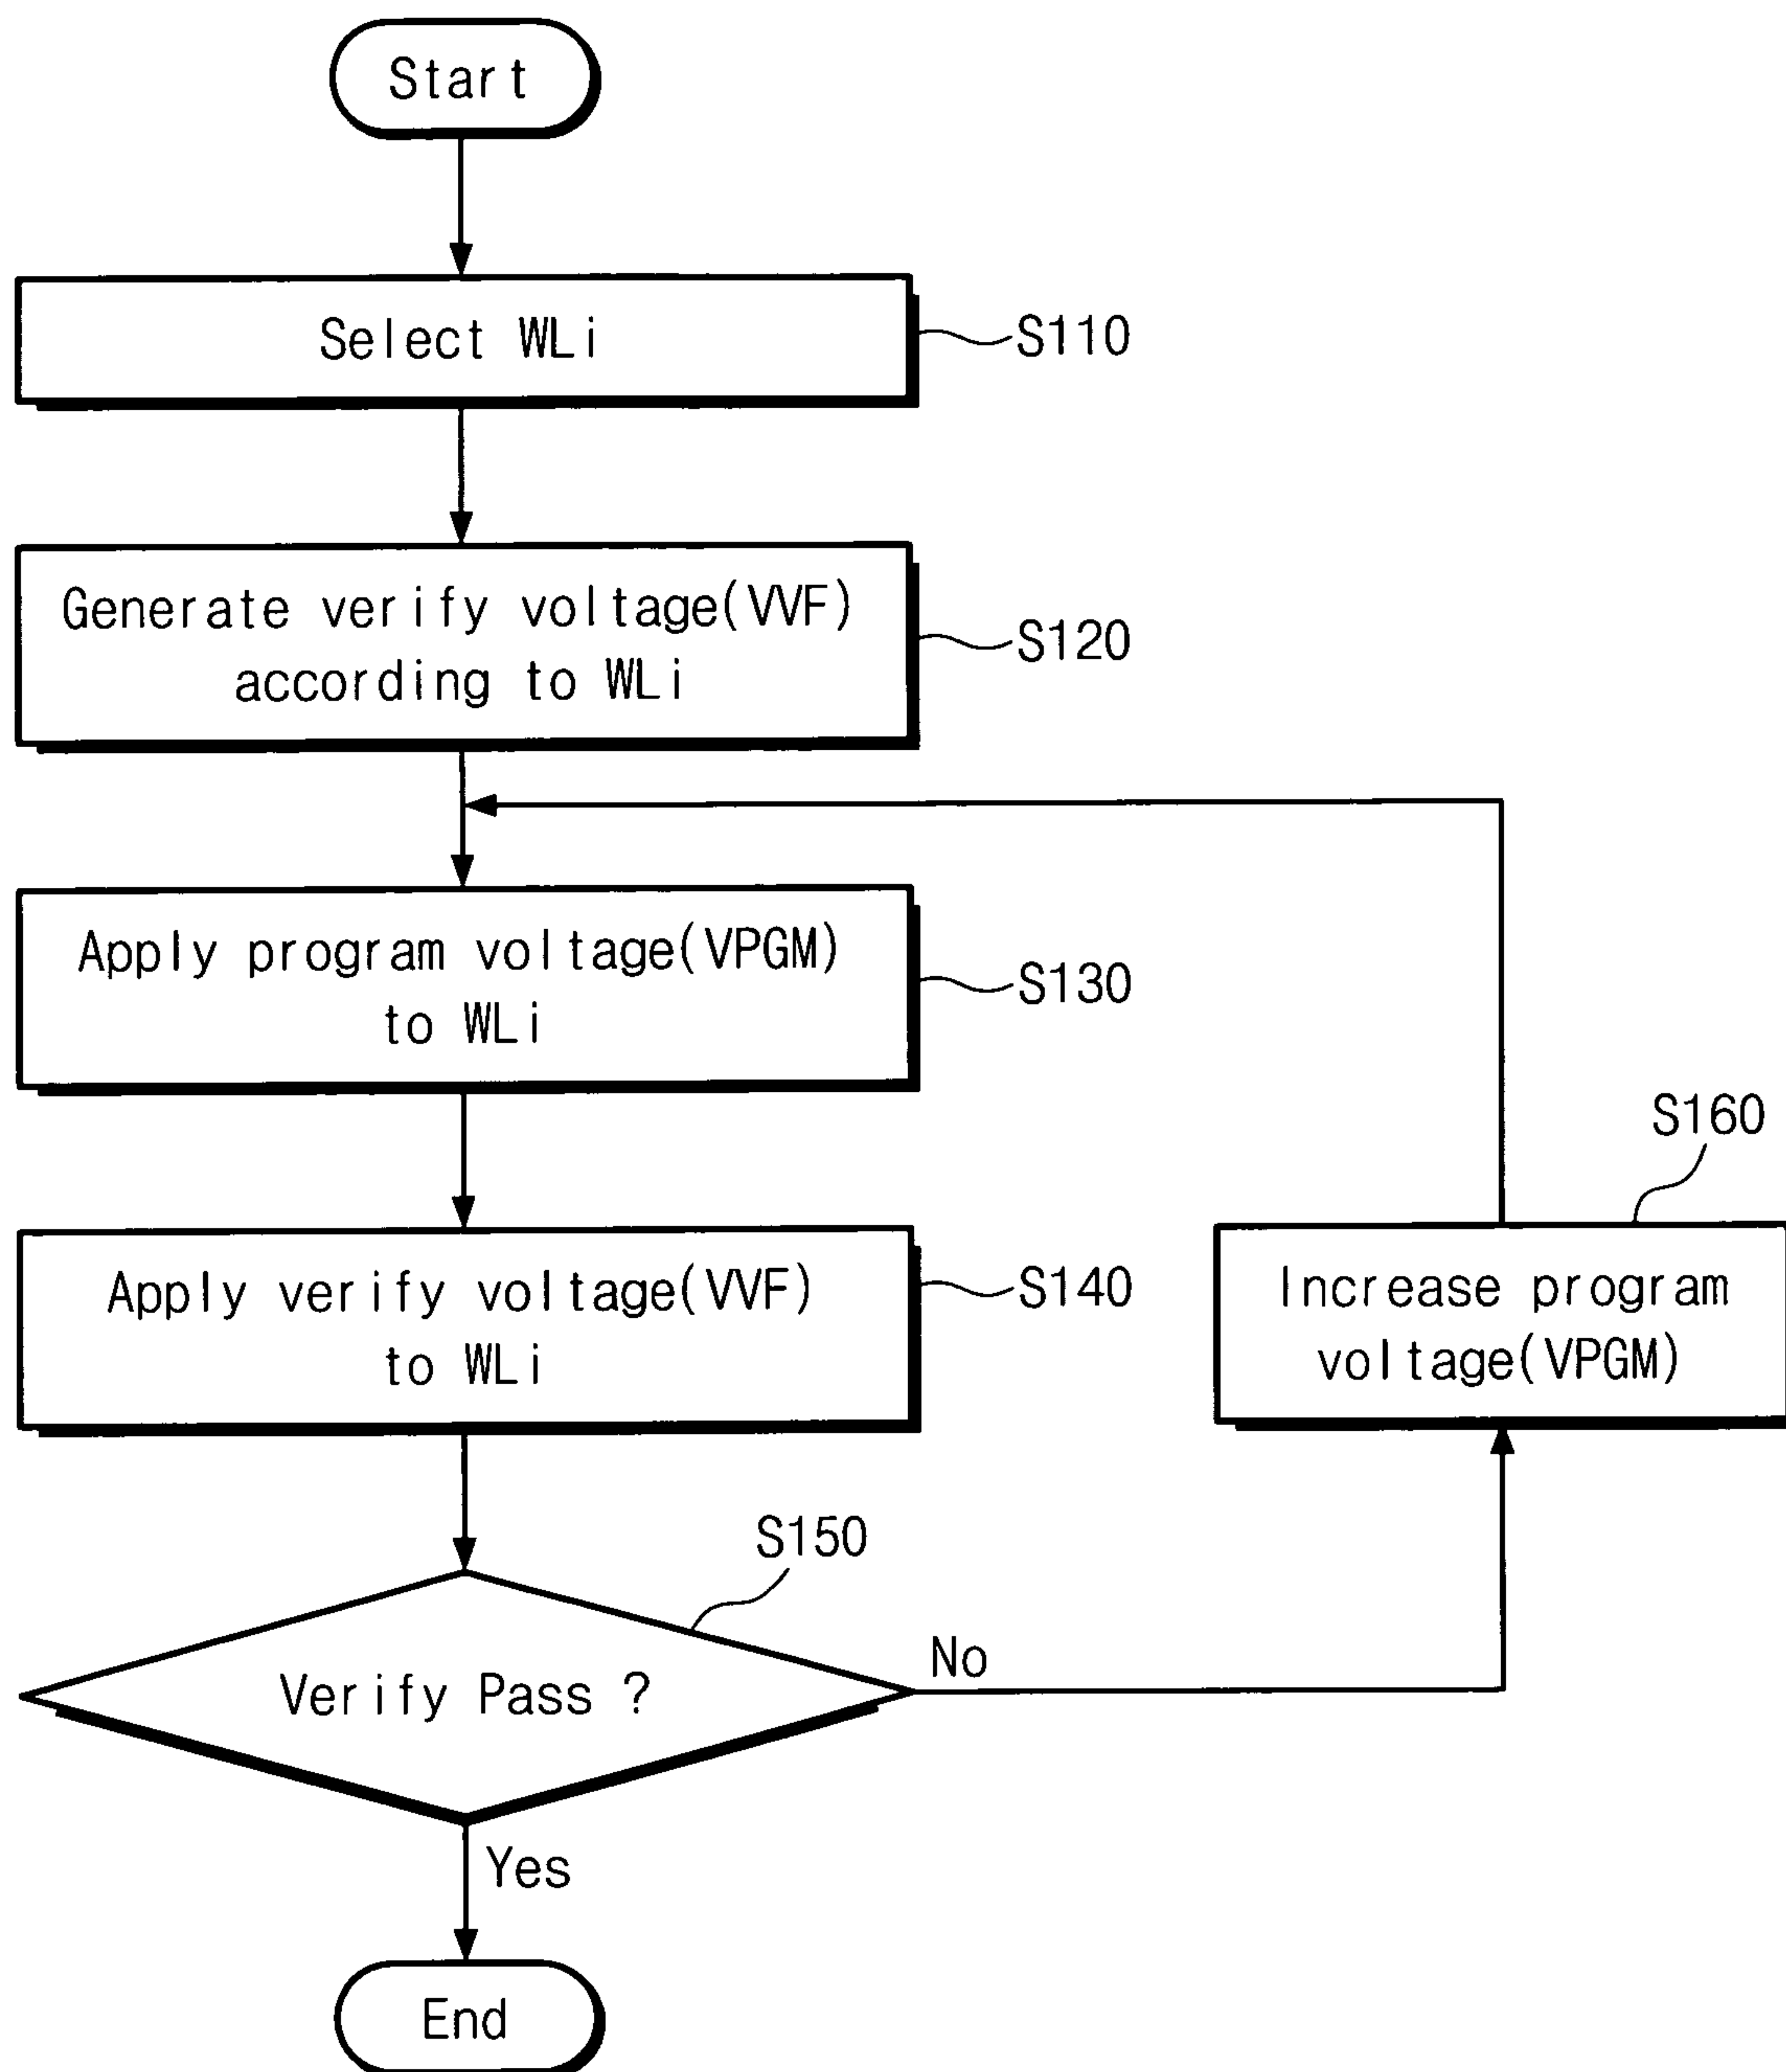 Start
Select WLi
S110
Generate verify voltage(VVF)
according to WLi
S120
Apply program voltage(VPGM)
to WLi
S130
Apply verify voltage(VVF)
to WLi
S140
S160
Increase program
voltage(VPGM)
S150
Verify Pass ?
No
Yes
End